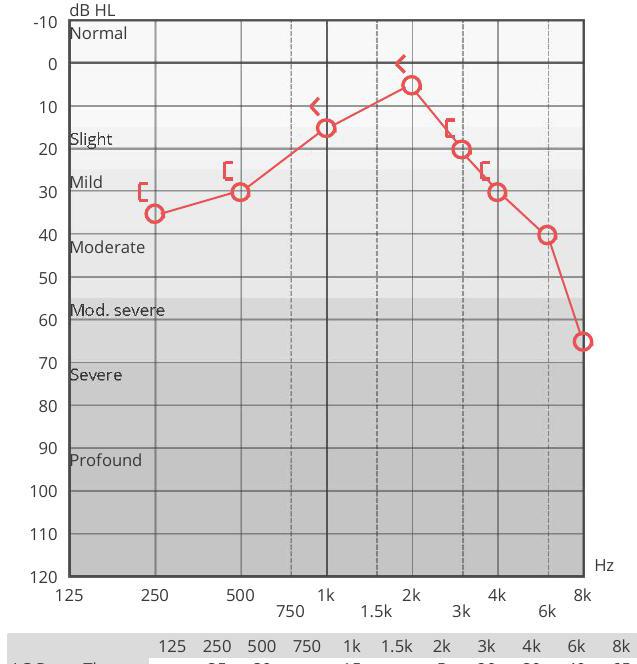 dB HL
-10
Normal
0
10
Slight
20
Mild
30
40
Moderate
50
Mod. severe
60
70
Severe
80
90
Profound
100
110
120
Hz
125 250 500 1k 2k 4k 8k
750 1.5k 3k 6k
125 250 500 750 1k 1.5k 2k 3k 4k 6k 8k